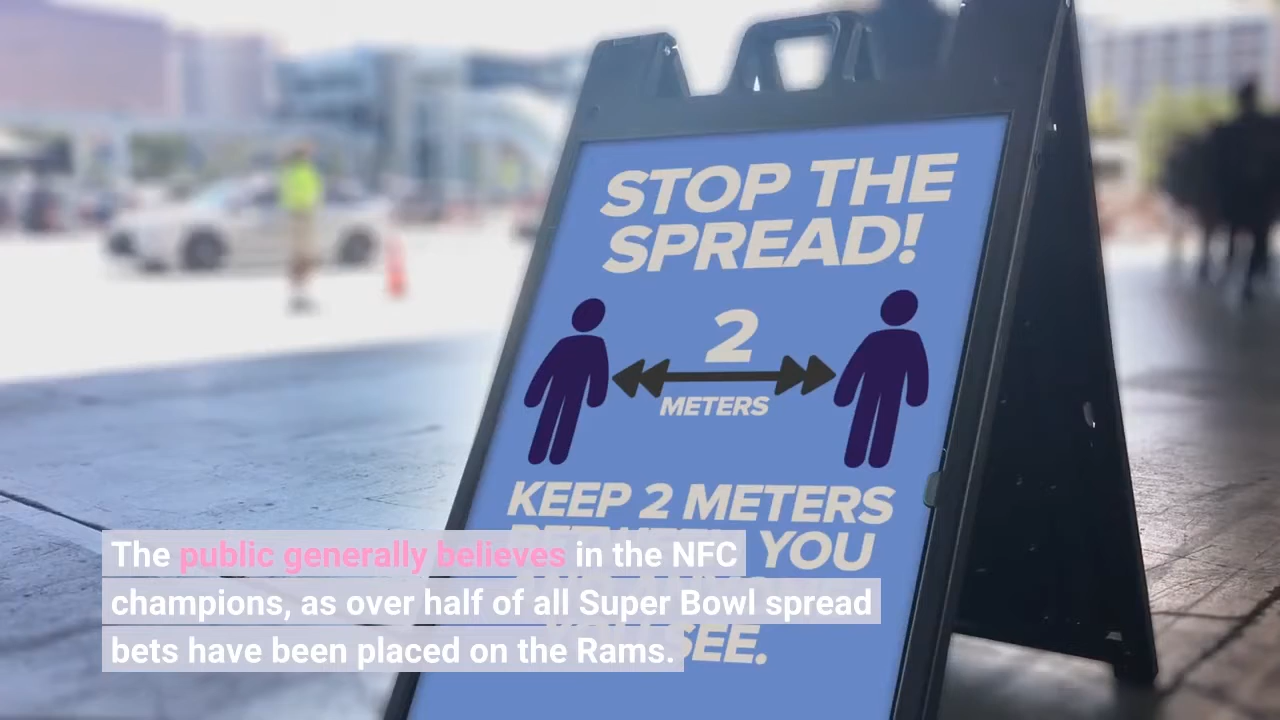 STOP THE
SPREAD!
2
METERS
KEEP 2 METERS
YOU
SEE.
The public generally believes in the NFC
champions, as over half of all Super Bowl spread
bets have been placed on the Rams.